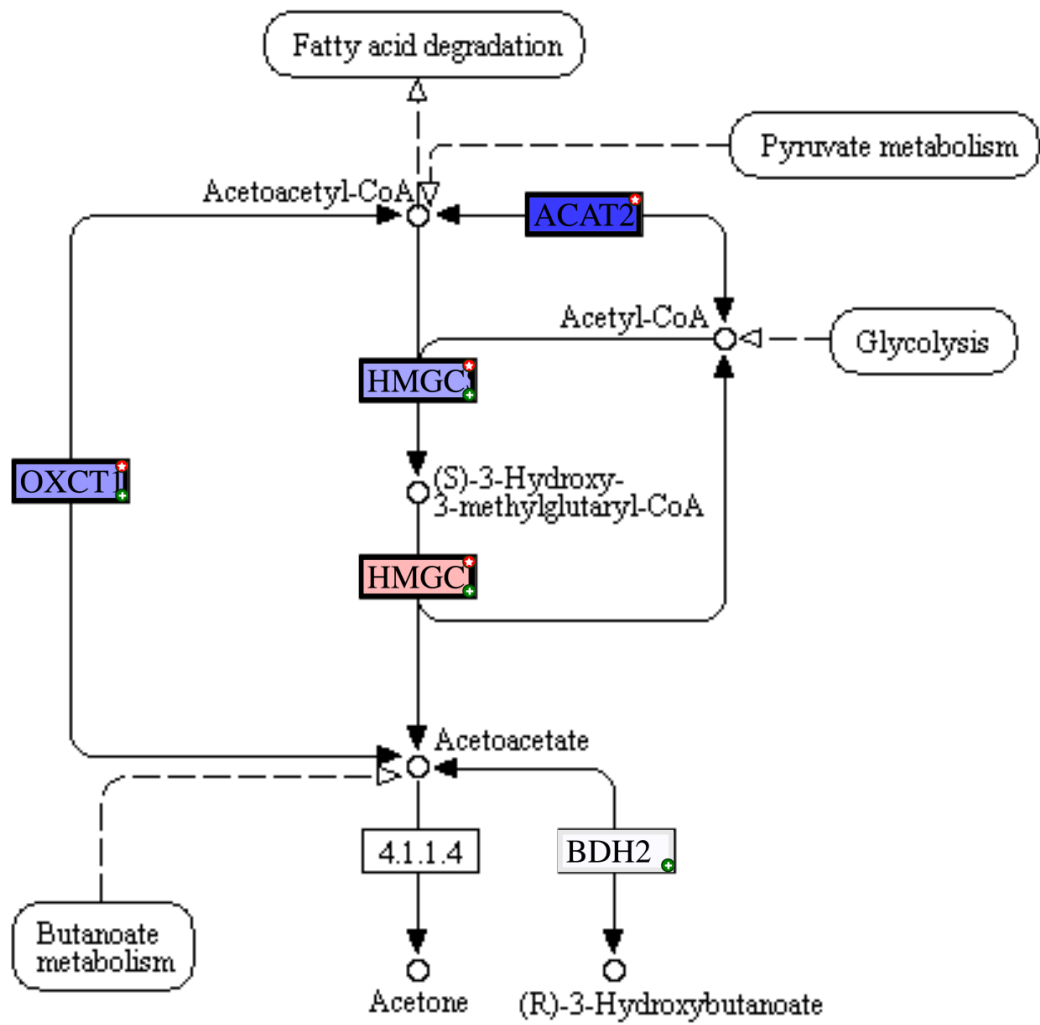 Fatty acid degradation
Pyruvate metabolism
Acetoacetyl-CoA
ACAT2
Acetyl-CoA
Glycolysis
HMGC
OXCT1
(S)-3-Hydroxy-
3-methylglutaryl-CoA
HMGC
Acetoacetate
4.1.1.4
BDH2
Butanoate
metabolism
Acetone
(R)-3-Hydroxybutanoate